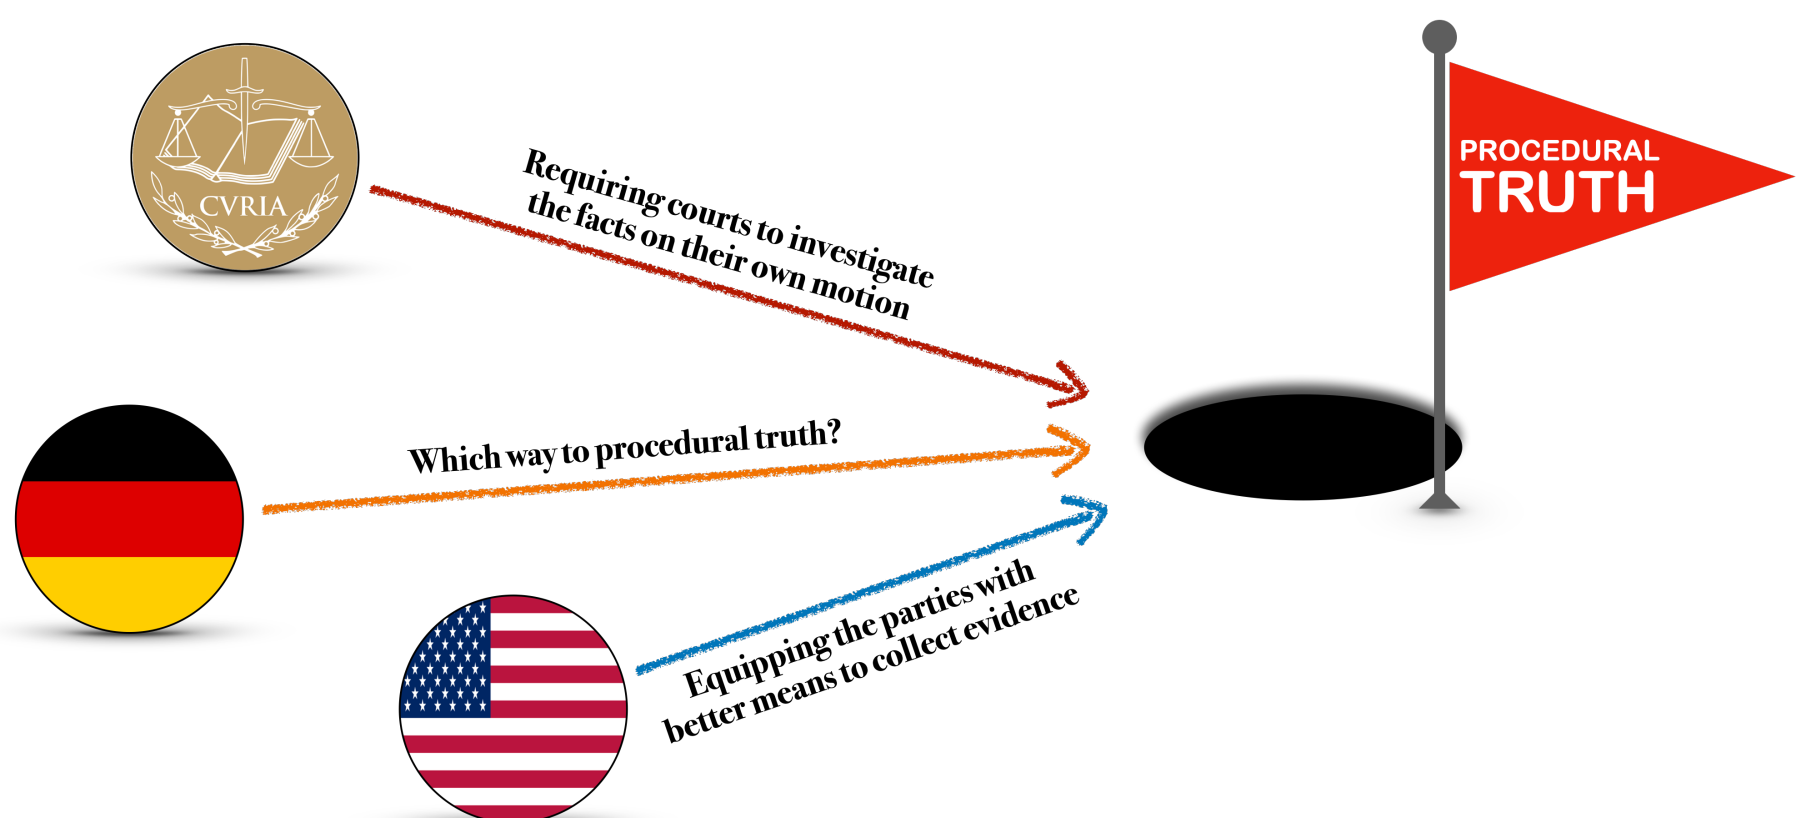 CVRIA
Requiring courts to investigate
the facts on their own motion
PROCEDURAL
TRUTH
Which way to procedural truth?
Equipping the parties with
better means to collect evidence